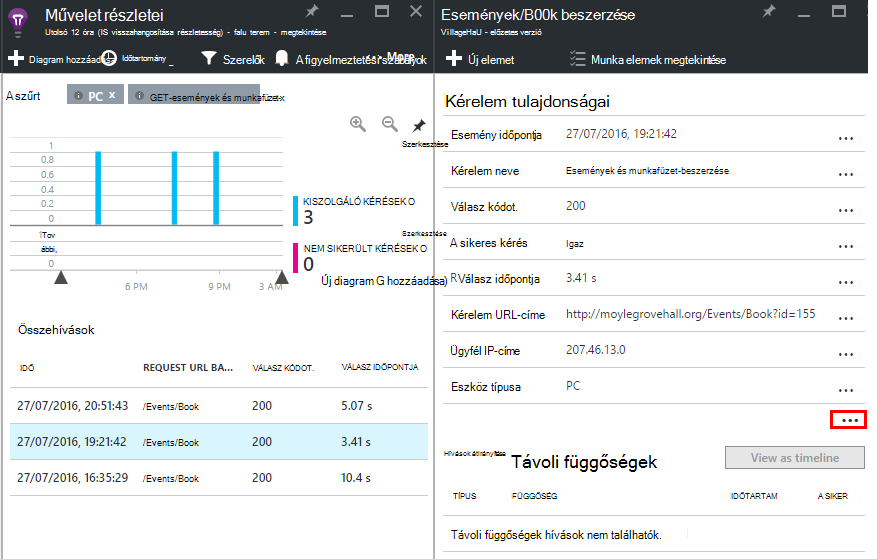 Művelet részletei
Utolsó 12 óra (IS visszahangosítása részletesség) - falu terem - megtekintése
Diagram hozzáadása Időtartomány
Szerelők
A figyelmeztetési szabályok
More
A szűrt
PC x
GET-események és munkafüzet-x
Szerkesztése
1
0.8
0.6
0.4
0.2
0
KISZOLGÁLÓ KÉRÉSEK O
3
Szerkesztése
1Tov
ábbi,
0
NEM SIKERÜLT KÉRÉSEK O
0
Új diagram G hozzáadása)
6 PM 9 PM 3 AM
Összehívások
IDŐ REQUEST URL BA... VÁLASZ KÓDOT. VÁLASZ IDŐPONTJA
27/07/2016, 20:51:43 /Events/Book 200 5.07 s
27/07/2016, 19:21:42 /Events/Book 200 3.41 s
27/07/2016, 16:35:29 /Events/Book 200 10.4 s
Események/B00k beszerzése
VillageHaU - előzetes verzió
Új elemet
Munka elemek megtekintése
Kérelem tulajdonságai
Esemény időpontja 27/07/2016, 19:21:42 ...
Kérelem neve Események és munkafüzet-beszerzése ...
Válasz kódot. 200 ...
A sikeres kérés Igaz ...
RVálasz időpontja 3.41 s ...
Kérelem URL-címe http://moylegrovehall.org/Events/Book?id=155 ...
Ügyfél IP-címe 207.46.13.0 ...
Eszköz típusa PC ...
...
Távoli függőségek
View as timeline
TÍPUS FÜGGŐSÉG IDŐTARTAM A SIKER
Távoli függőségek hívások nem találhatók.